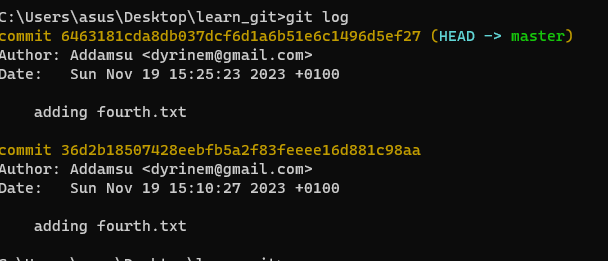 C:\Users\asus\Desktop\learn_git>git log
commit 6463181cda8db037dcf6d1a6b51e6c1496d5ef27 (HEAD -> master)
Author: Addamsu <dyrinem@gmail.com>
Date:   Sun Nov 19 15:25:23 2023 +0100
    adding fourth.txt
commit 36d2b18507428eebfb5a2f83feeee16d881c98aa
Author: Addamsu <dyrinem@gmail.com>
Date:   Sun Nov 19 15:10:27 2023 +0100
    adding fourth.txt